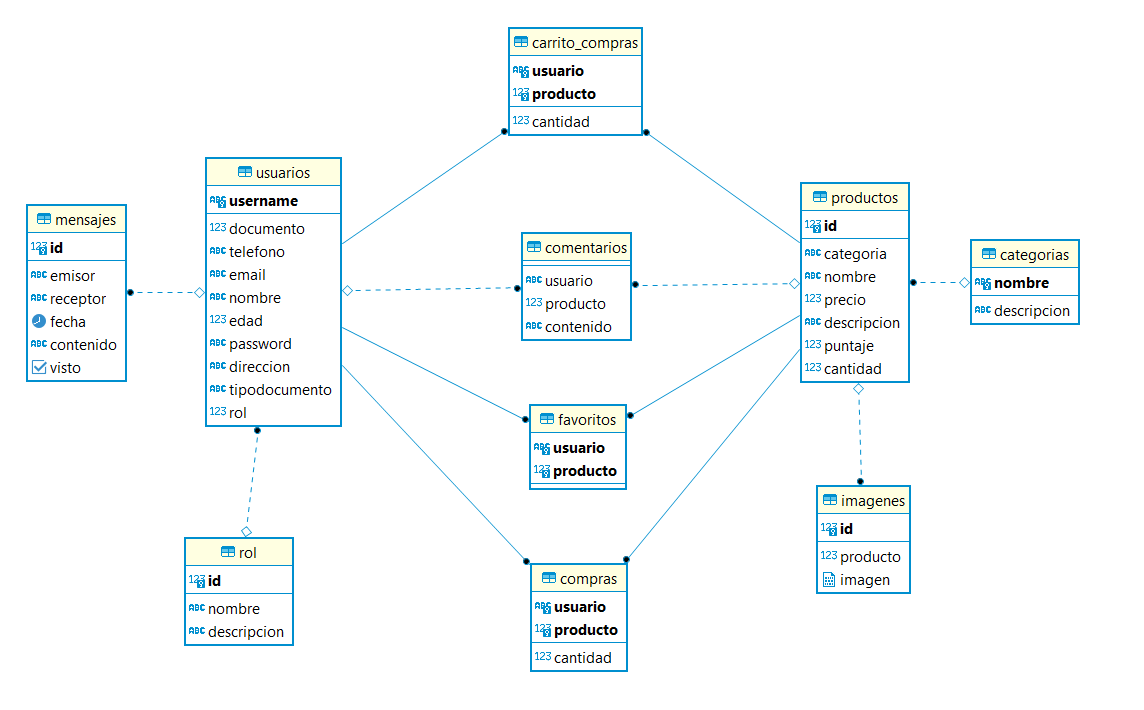 carrito_compras
usuario
producto
cantidad
usuarios
username
documento
telefono
email
nombre
edad
password
direccion
tipodocumento
rol
mensajes
id
emisor
receptor
fecha
contenido
visto
comentarios
usuario
producto
contenido
productos
id
categoria
nombre
precio
descripcion
puntaje
cantidad
categorias
nombre
descripcion
favoritos
usuario
producto
imagenes
id
producto
imagen
rol
id
nombre
descripcion
compras
usuario
producto
cantidad